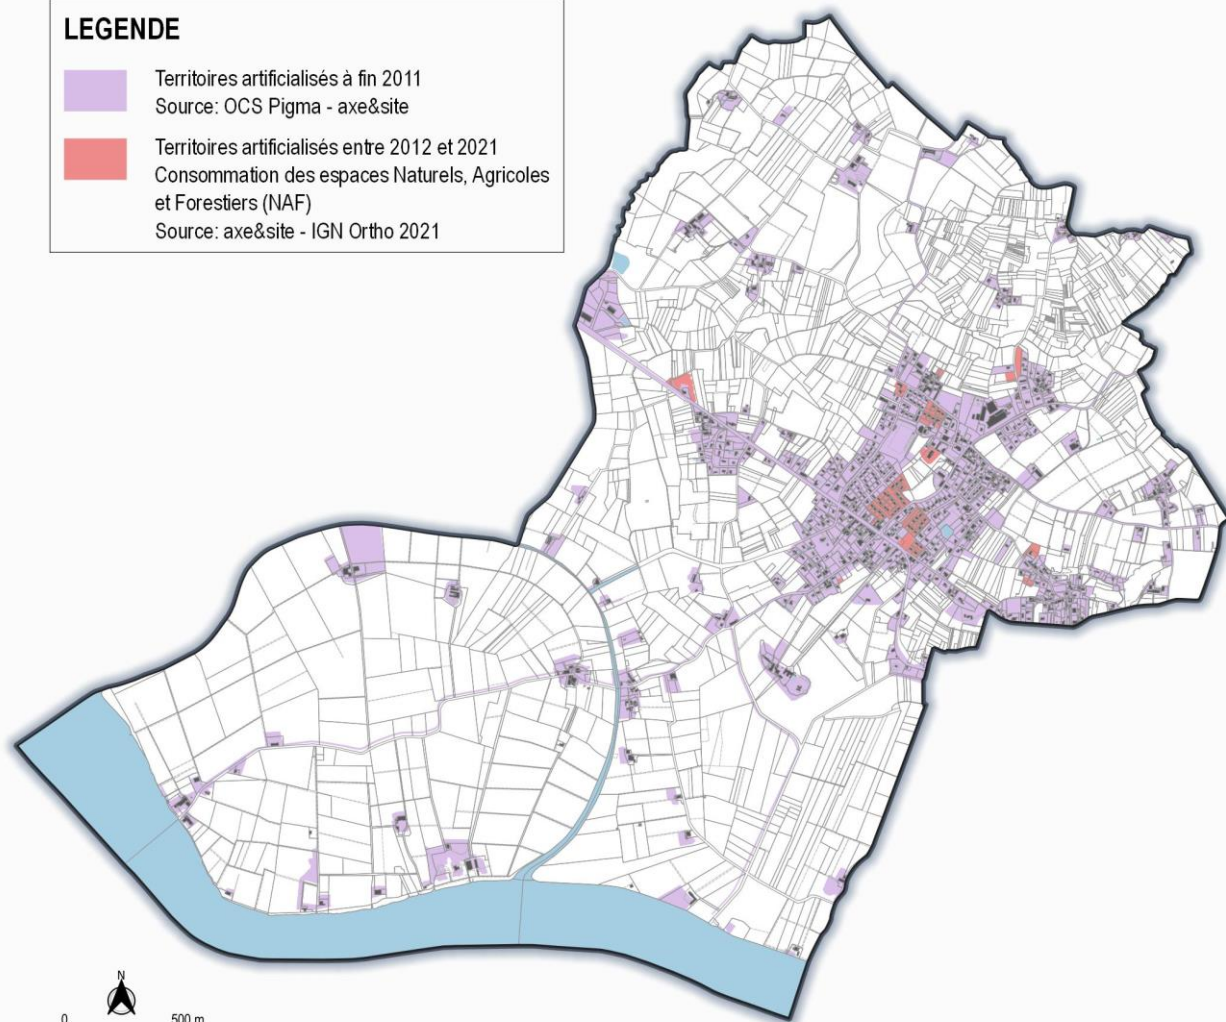 LEGENDE
Territoires artificialisés à fin 2011
Source: OCS Pigma - axe&site
Territoires artificialisés entre 2012 et 2021
Consommation des espaces Naturels, Agricoles
et Forestiers (NAF)
Source: axe&site - IGN Ortho 2021
N
0 500 m